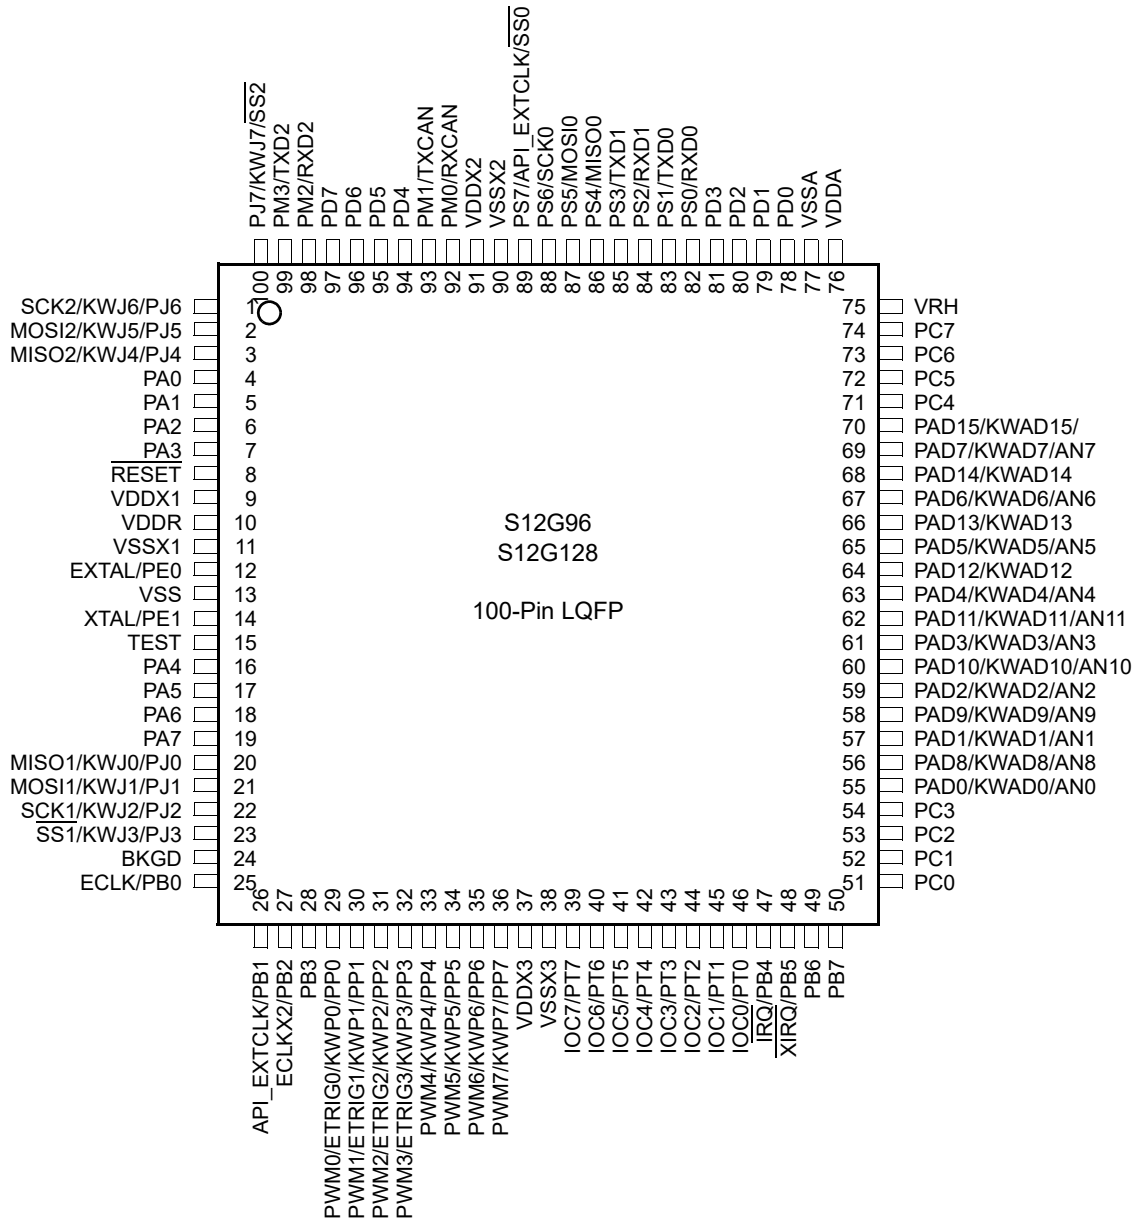 PJ7/KWJ7/SS2
PM3/TXD2
PM2/RXD2
PD7
PD6
PD5
PD4
PM1/TXCAN
PM0/RXCAN
VDDX2
VSSX2
PS7/API_EXTCLK/SS0
PS6/SCK0
PS5/MOSI0
PS4/MISO0
PS3/TXD1
PS2/RXD1
PS1/TXD0
PS0/RXD0
PD3
PD2
PD1
PD0
VSSA
VDDA
100
99
98
97
96
95
94
93
92
91
90
89
88
87
86
85
84
83
82
81
80
79
78
77
76
SCK2/KWJ6/PJ6 1
MOSI2/KWJ5/PJ5 2
MISO2/KWJ4/PJ4 3
PA0 4
PA1 5
PA2 6
PA3 7
RESET 8
VDDX1 9
VDDR 10
VSSX1 11
EXTAL/PE0 12
VSS 13
XTAL/PE1 14
TEST 15
PA4 16
PA5 17
PA6 18
PA7 19
MISO1/KWJ0/PJ0 20
MOSI1/KWJ1/PJ1 21
SCK1/KWJ2/PJ2 22
SS1/KWJ3/PJ3 23
BKGD 24
ECLK/PB0 25
S12G96
S12G128
100-Pin LQFP
75 VRH
74 PC7
73 PC6
72 PC5
71 PC4
70 PAD15/KWAD15/
69 PAD7/KWAD7/AN7
68 PAD14/KWAD14
67 PAD6/KWAD6/AN6
66 PAD13/KWAD13
65 PAD5/KWAD5/AN5
64 PAD12/KWAD12
63 PAD4/KWAD4/AN4
62 PAD11/KWAD11/AN11
61 PAD3/KWAD3/AN3
60 PAD10/KWAD10/AN10
59 PAD2/KWAD2/AN2
58 PAD9/KWAD9/AN9
57 PAD1/KWAD1/AN1
56 PAD8/KWAD8/AN8
55 PAD0/KWAD0/AN0
54 PC3
53 PC2
52 PC1
51 PC0
26
27
28
29
30
31
32
33
34
35
36
37
38
39
40
41
42
43
44
45
46
47
48
49
50
API_EXTCLK/PB1
ECLKX2/PB2
PB3
PWM0/ETRIG0/KWP0/PP0
PWM1/ETRIG1/KWP1/PP1
PWM2/ETRIG2/KWP2/PP2
PWM3/ETRIG3/KWP3/PP3
PWM4/KWP4/PP4
PWM5/KWP5/PP5
PWM6/KWP6/PP6
PWM7/KWP7/PP7
VDDX3
VSSX3
IOC7/PT7
IOC6/PT6
IOC5/PT5
IOC4/PT4
IOC3/PT3
IOC2/PT2
IOC1/PT1
IOC0/PT0
IRQ/PB4
XIRQ/PB5
PB6
PB7